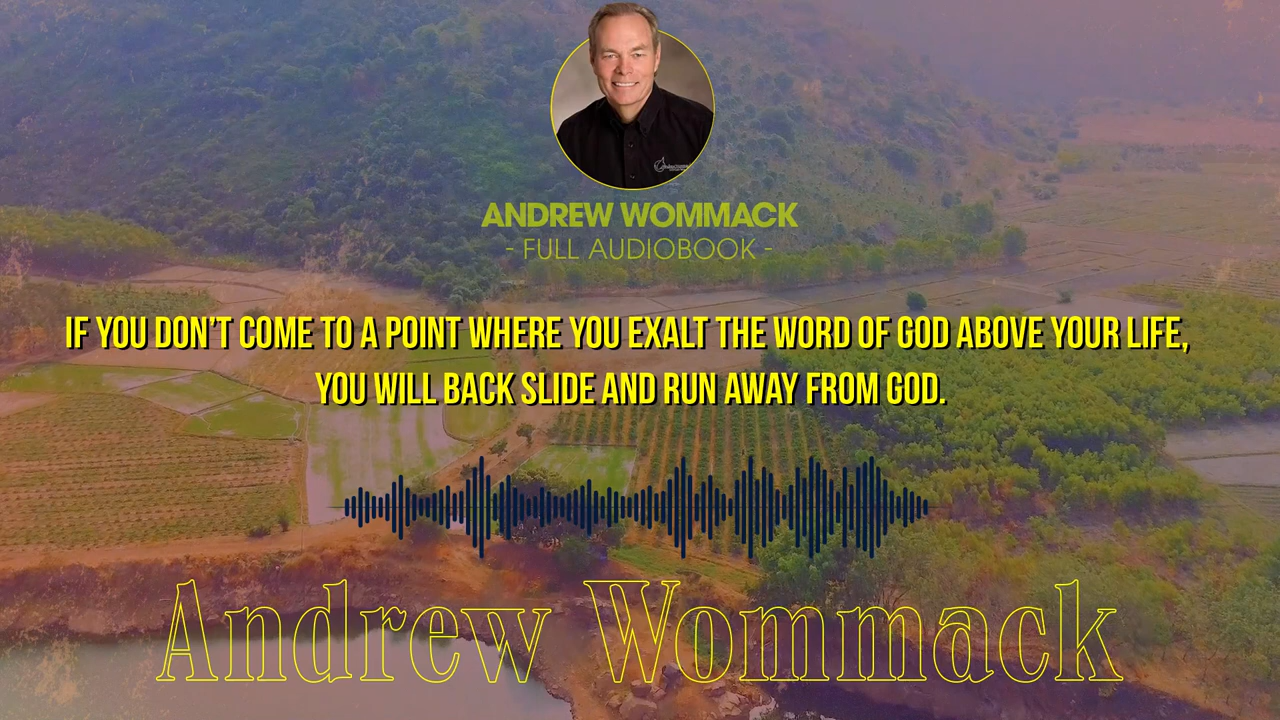 ANDREW WOMMACK
- FULL AUDIOBOOK -
IF YOU DON'T COME TO A POINT WHERE YOU EXALT THE WORD OF GOD ABOVE YOUR LIFE,
YOU WILL BACK SLIDE AND RUN AWAY FROM GOD.
Andrew Wommack